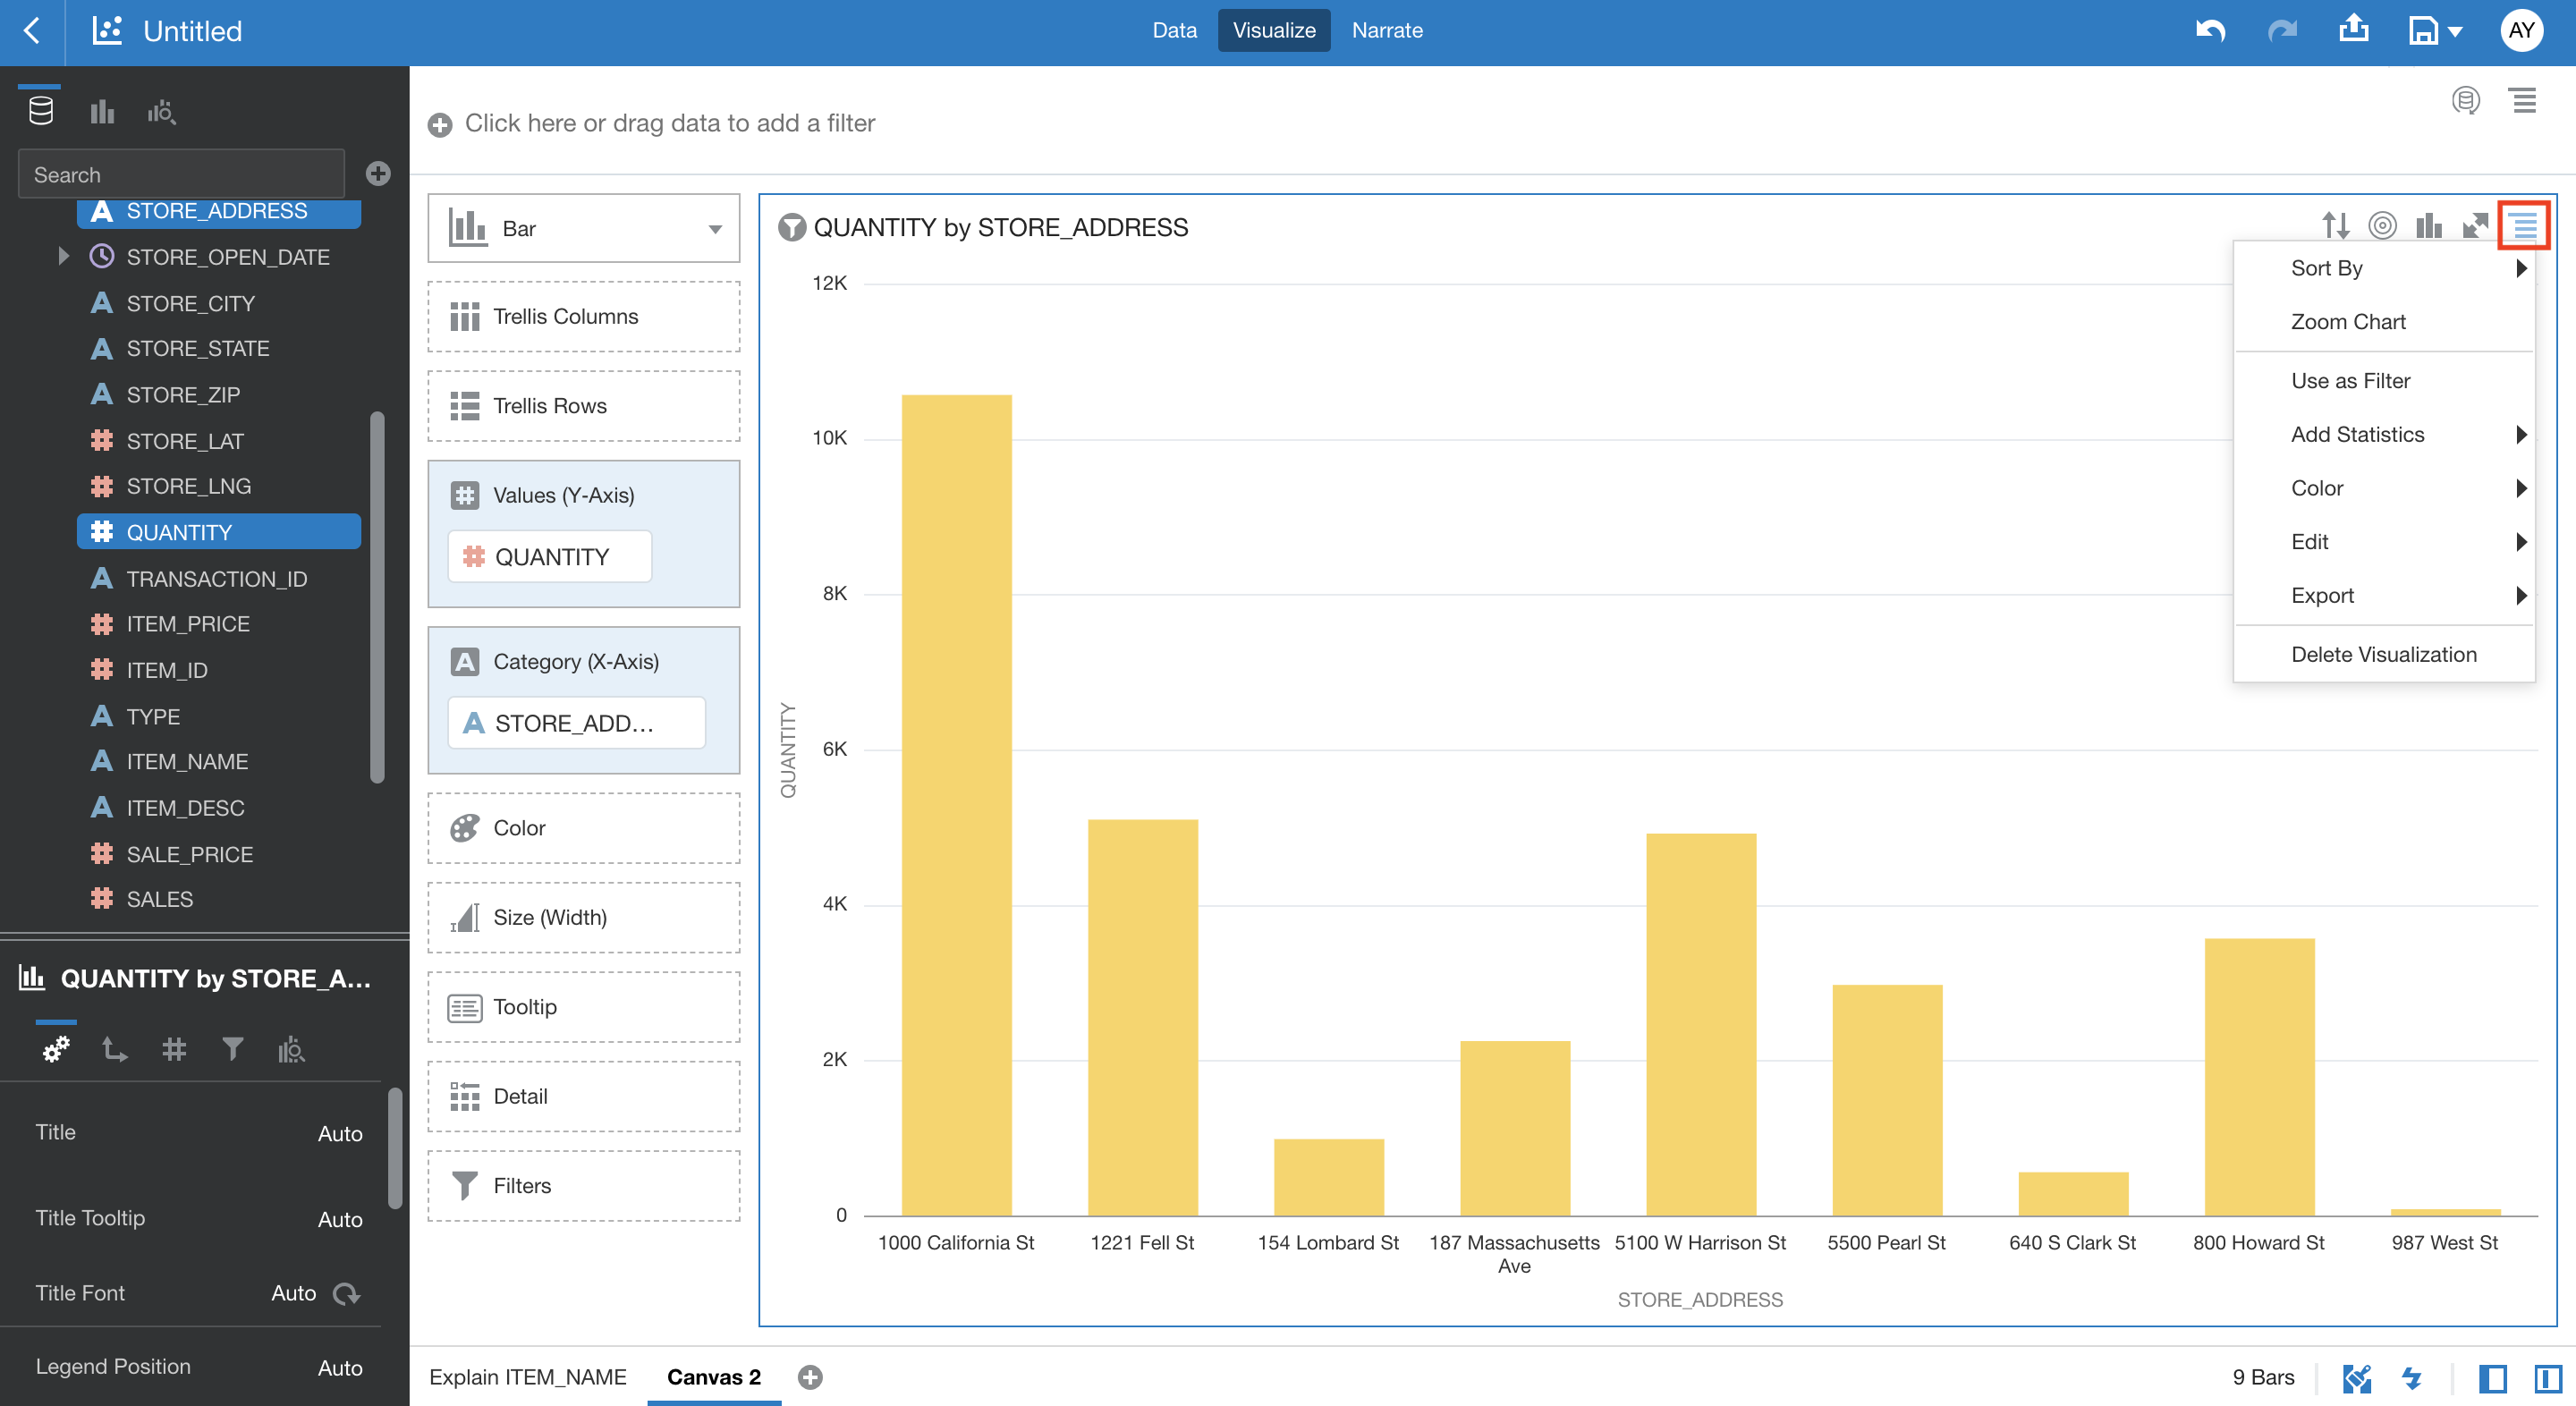 Untitled
Data
Visualize
Narrate
AY
Search
STORE_ADDRESS
STORE_OPEN_DATE
A STORE_CITY
A STORE_STATE
A STORE_ZIP
# STORE_LAT
# STORE_LNG
# QUANTITY
A TRANSACTION_ID
# ITEM_PRICE
# ITEM_ID
A TYPE
A ITEM_NAME
A ITEM_DESC
# SALE_PRICE
# SALES
QUANTITY by STORE_A...
Title Auto
Title Tooltip Auto
Title Font Auto
Legend Position Auto
Click here or drag data to add a filter
Bar
Trellis Columns
Trellis Rows
Values (Y-Axis)
# QUANTITY
A Category (X-Axis)
A STORE_ADD...
Color
Size (Width)
Tooltip
Detail
Filters
QUANTITY by STORE_ADDRESS
12K
10K
8K
6K
4K
2K
0
QUANTITY
1000 California St
1221 Fell St
154 Lombard St
187 Massachusetts
Ave
5100 W Harrison St
5500 Pearl St
640 S Clark St
800 Howard St
987 West St
STORE_ADDRESS
Sort By
Zoom Chart
Use as Filter
Add Statistics
Color
Edit
Export
Delete Visualization
Explain ITEM_NAME
Canvas 2
9 Bars